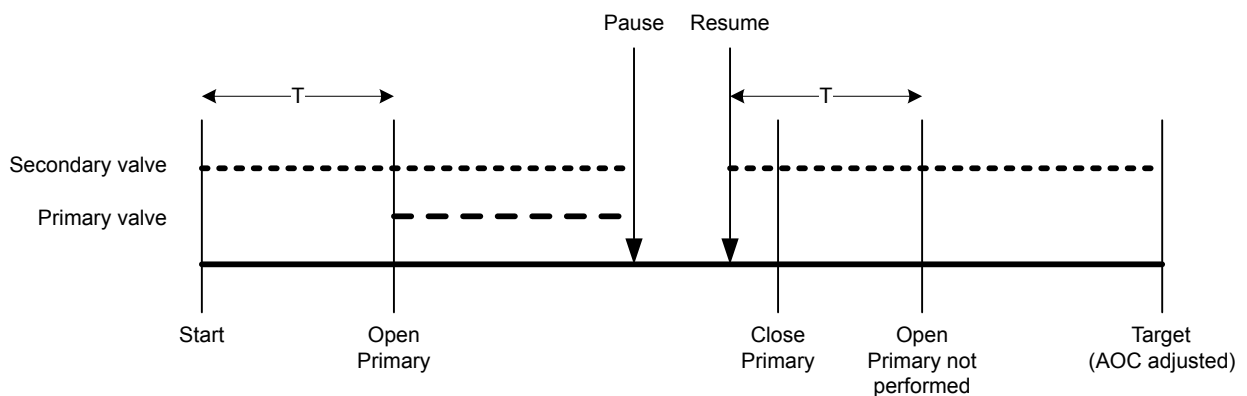 Pause
Resume
T
T
Secondary valve
Primary valve
Start
Open
Primary
Close
Primary
Open
Primary not
performed
Target
(AOC adjusted)